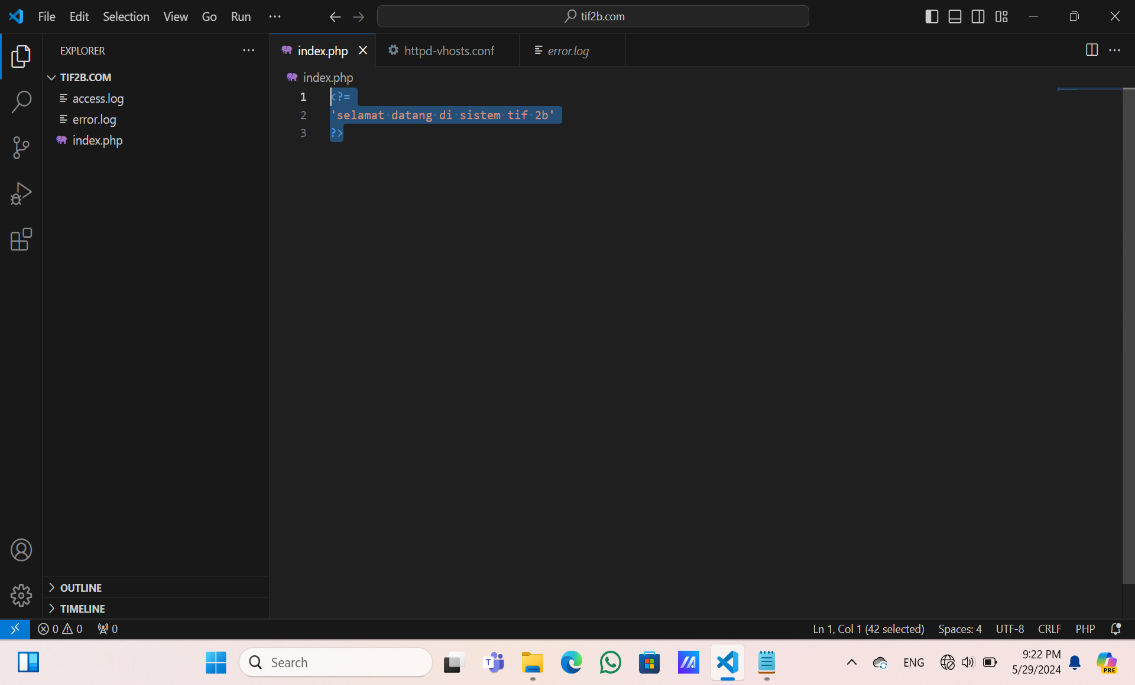 File Edit Selection View Go Run ··· tif2b.com
EXPLORER ···
index.php
httpd-vhosts.conf
error.log
TIF2B.COM
access.log
error.log
index.php
index.php
1 <?=
2 'selamat datang di sistem tif 2b'
3 ?>
OUTLINE
TIMELINE
0 0 0
Ln 1, Col 1 (42 selected) Spaces: 4 UTF-8 CRLF PHP
Search
ENG
9:22 PM
5/29/2024
PRE